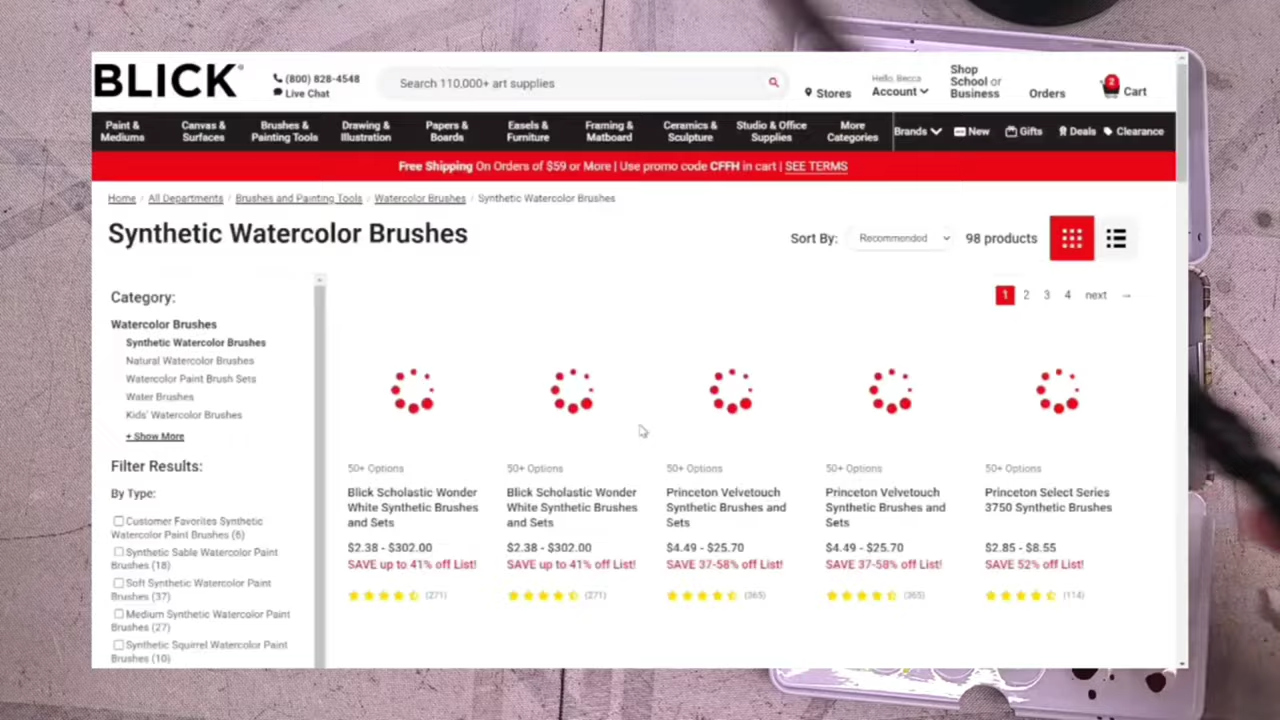 BLICK®
(800) 828-4548
Live Chat
Search 110,000+ art supplies
Stores
Hello, Becca
Account
Shop
School or
Business
Orders
2
Cart
Paint &
Mediums
Canvas &
Surfaces
Brushes &
Painting Tools
Drawing &
Illustration
Papers &
Boards
Easels &
Furniture
Framing &
Matboard
Ceramics &
Sculpture
Studio & Office
Supplies
More
Categories
Brands
New
Gifts
Deals
Clearance
Free Shipping On Orders of $59 or More | Use promo code CFFH in cart | SEE TERMS
Home / All Departments / Brushes and Painting Tools / Watercolor Brushes / Synthetic Watercolor Brushes
Synthetic Watercolor Brushes
Sort By: Recommended 98 products
1 2 3 4 next →
Category:
Watercolor Brushes
Synthetic Watercolor Brushes
Natural Watercolor Brushes
Watercolor Paint Brush Sets
Water Brushes
Kids' Watercolor Brushes
+ Show More
Filter Results:
By Type:
Customer Favorites Synthetic
Watercolor Paint Brushes (6)
Synthetic Sable Watercolor Paint
Brushes (18)
Soft Synthetic Watercolor Paint
Brushes (37)
Medium Synthetic Watercolor Paint
Brushes (27)
Synthetic Squirrel Watercolor Paint
Brushes (10)
50+ Options
Blick Scholastic Wonder
White Synthetic Brushes
and Sets
$2.38 - $302.00
SAVE up to 41% off List!
(271)
50+ Options
Blick Scholastic Wonder
White Synthetic Brushes
and Sets
$2.38 - $302.00
SAVE up to 41% off List!
(271)
50+ Options
Princeton Velvetouch
Synthetic Brushes and
Sets
$4.49 - $25.70
SAVE 37-58% off List!
(365)
50+ Options
Princeton Velvetouch
Synthetic Brushes and
Sets
$4.49 - $25.70
SAVE 37-58% off List!
(365)
50+ Options
Princeton Select Series
3750 Synthetic Brushes
$2.85 - $8.55
SAVE 52% off List!
(114)